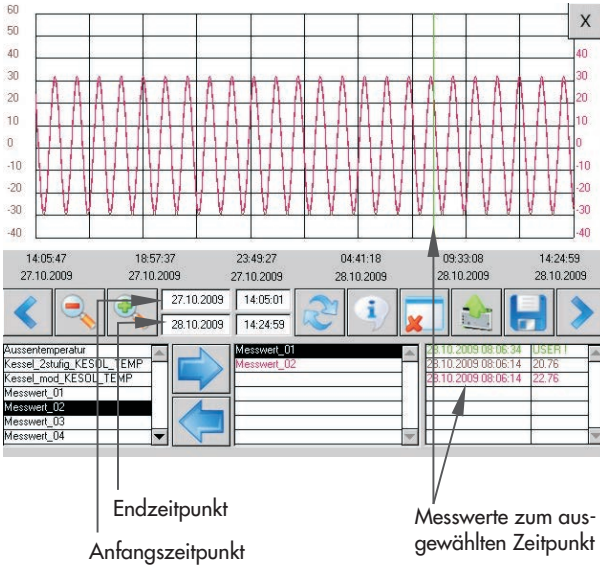 60
50
40
30
20
10
0
-10
-20
-30
-40
X
40
30
20
10
0
-10
-20
-30
-40
14:05:47 18:57:37 23:49:27 04:41:18 09:33:08 14:24:59
27.10.2009 27.10.2009 27.10.2009 28.10.2009 28.10.2009 28.10.2009
27.10.2009 14:05:01
28.10.2009 14:24:59
Aussentemperatur
Kessel_2stufig_KESOL_TEMP
Kessel_mod_KESOL_TEMP
Messwert_01
Messwert_02
Messwert_03
Messwert_04
Messwert_01
Messwert_02
28.10.2009 08:06:34 USER !
28.10.2009 08:06:14 20.76
28.10.2009 08:06:14 22.76
Endzeitpunkt
Anfangszeitpunkt
Messwerte zum aus-
gewählten Zeitpunkt